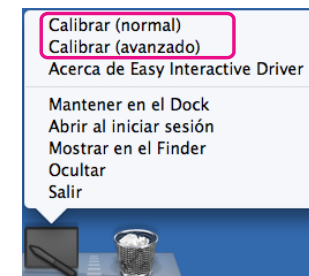 Calibrar (normal)
Calibrar (avanzado)
Acerca de Easy Interactive Driver
Mantener en el Dock
Abrir al iniciar sesión
Mostrar en el Finder
Ocultar
Salir